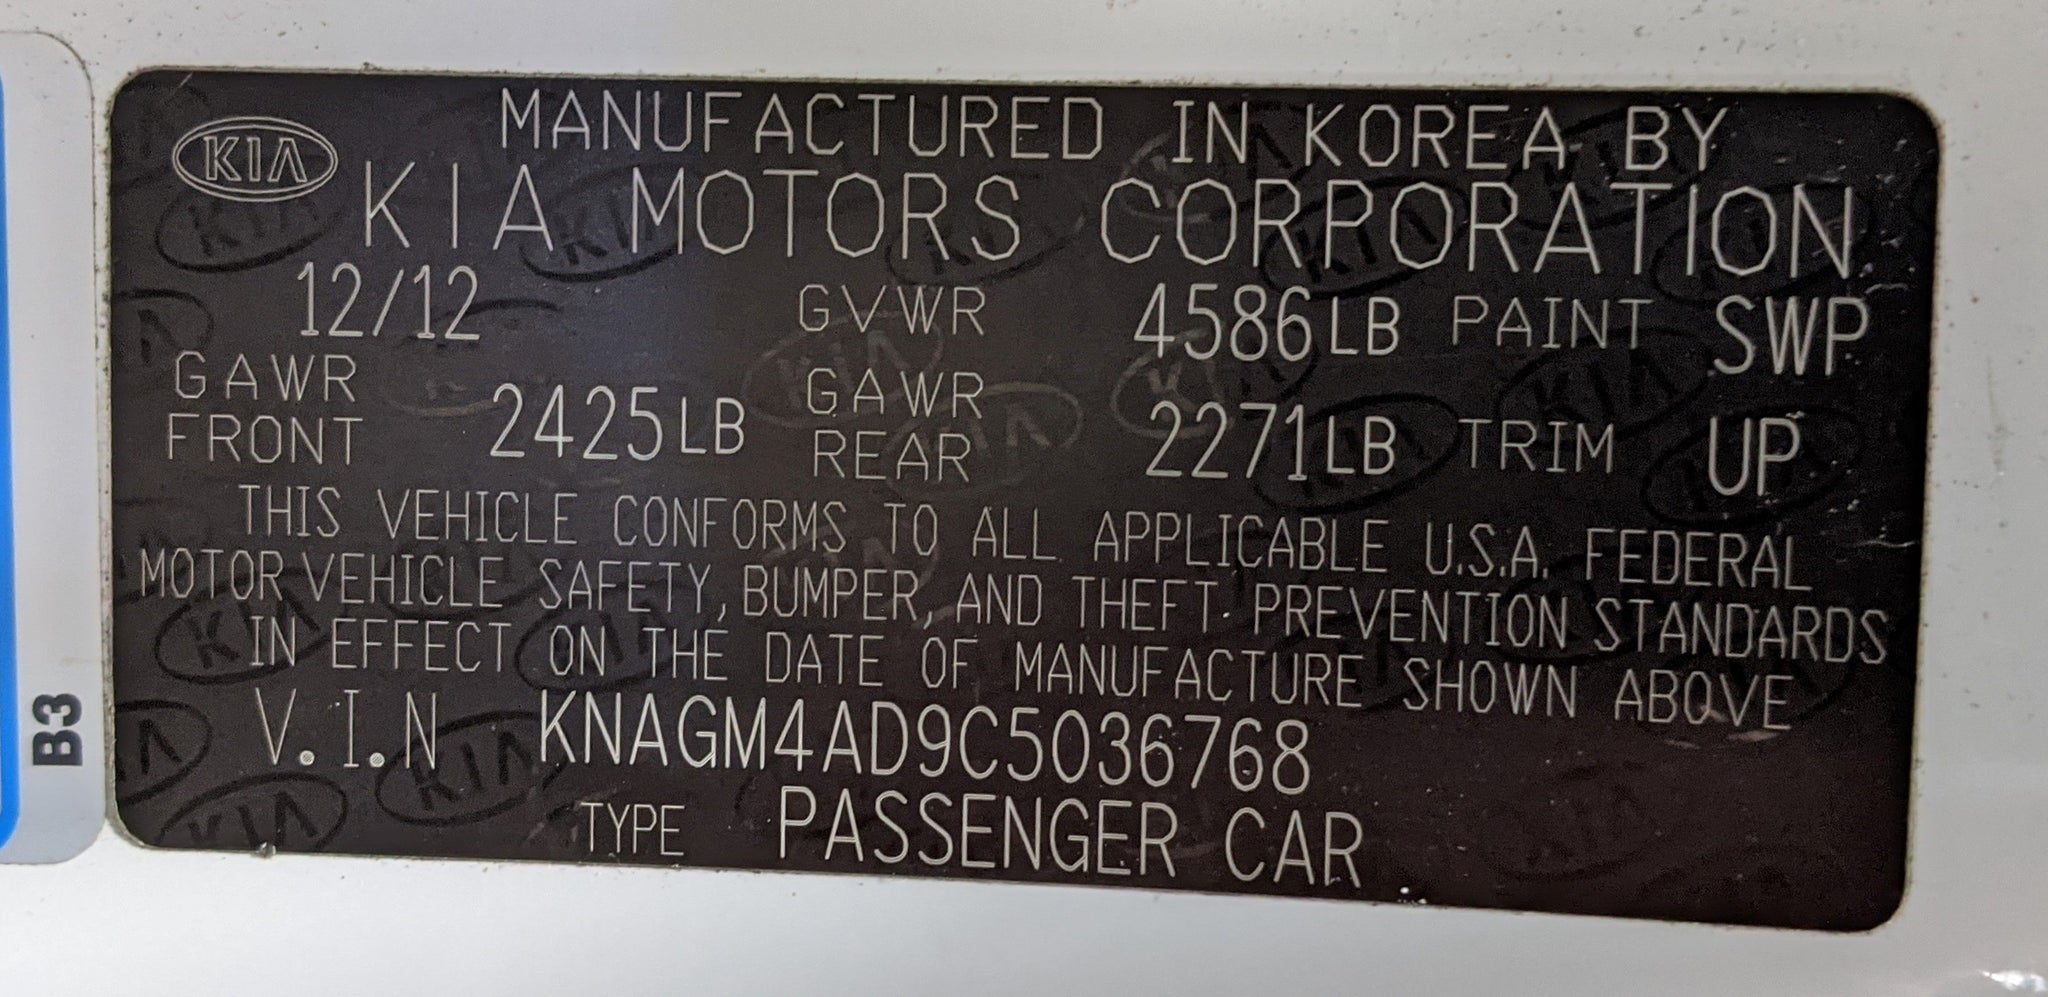 KIA MANUFACTURED IN KOREA BY
KIA MOTORS CORPORATION
12/12 GVWR 4586LB PAINT SWP
GAWR FRONT 2425LB GAWR REAR 2271LB TRIM UP
THIS VEHICLE CONFORMS TO ALL APPLICABLE U.S.A. FEDERAL
MOTOR VEHICLE SAFETY, BUMPER, AND THEFT PREVENTION STANDARDS
IN EFFECT ON THE DATE OF MANUFACTURE SHOWN ABOVE
V.I.N KNAGM4AD9C5036768
TYPE PASSENGER CAR
B3